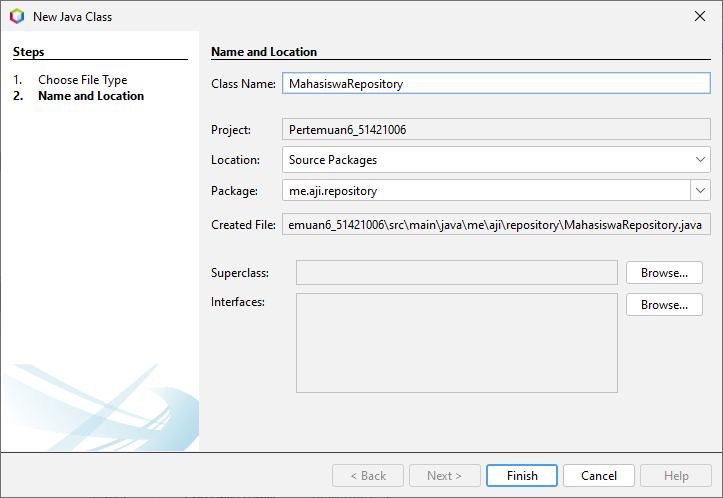 New Java Class
Steps
1. Choose File Type
2. Name and Location
Name and Location
Class Name: MahasiswaRepository
Project: Pertemuan6_51421006
Location: Source Packages
Package: me.aji.repository
Created File: emuan6_51421006\src\main\java\me\aji\repository\MahasiswaRepository.java
Superclass: Browse...
Interfaces: Browse...
< Back Next > Finish Cancel Help